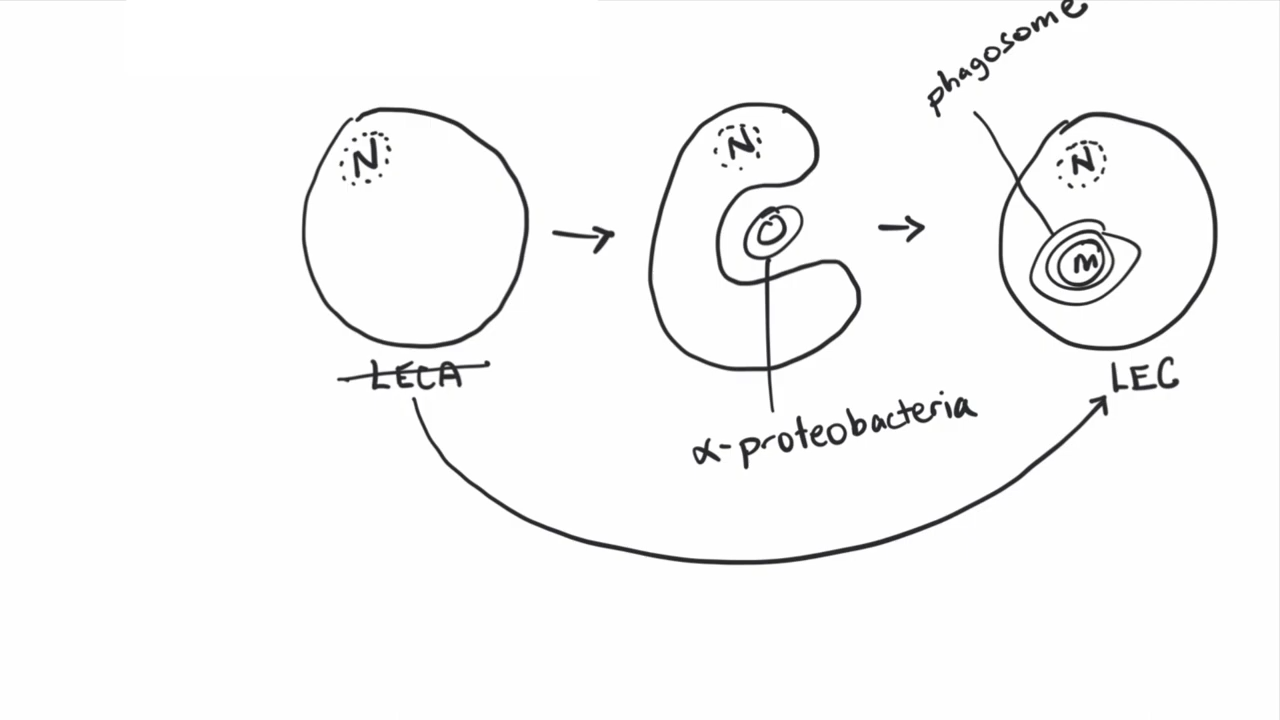 phagosome
N
N
N
M
LECA
LEC
α-proteobacteria